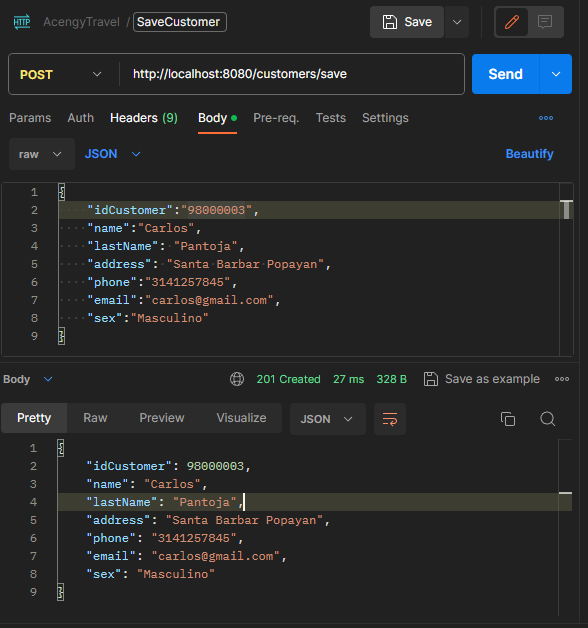 HTTP AcengyTravel / SaveCustomer Save
POST http://localhost:8080/customers/save Send
Params Auth Headers (9) Body Pre-req. Tests Settings
raw JSON Beautify
1 {
2 "idCustomer":"98000003",
3 "name":"Carlos",
4 "lastName": "Pantoja",
5 "address": "Santa Barbar Popayan",
6 "phone":"3141257845",
7 "email":"carlos@gmail.com",
8 "sex":"Masculino"
9 }
Body 201 Created 27 ms 328 B Save as example
Pretty Raw Preview Visualize JSON
1 {
2 "idCustomer": 98000003,
3 "name": "Carlos",
4 "lastName": "Pantoja",
5 "address": "Santa Barbar Popayan",
6 "phone": "3141257845",
7 "email": "carlos@gmail.com",
8 "sex": "Masculino"
9 }